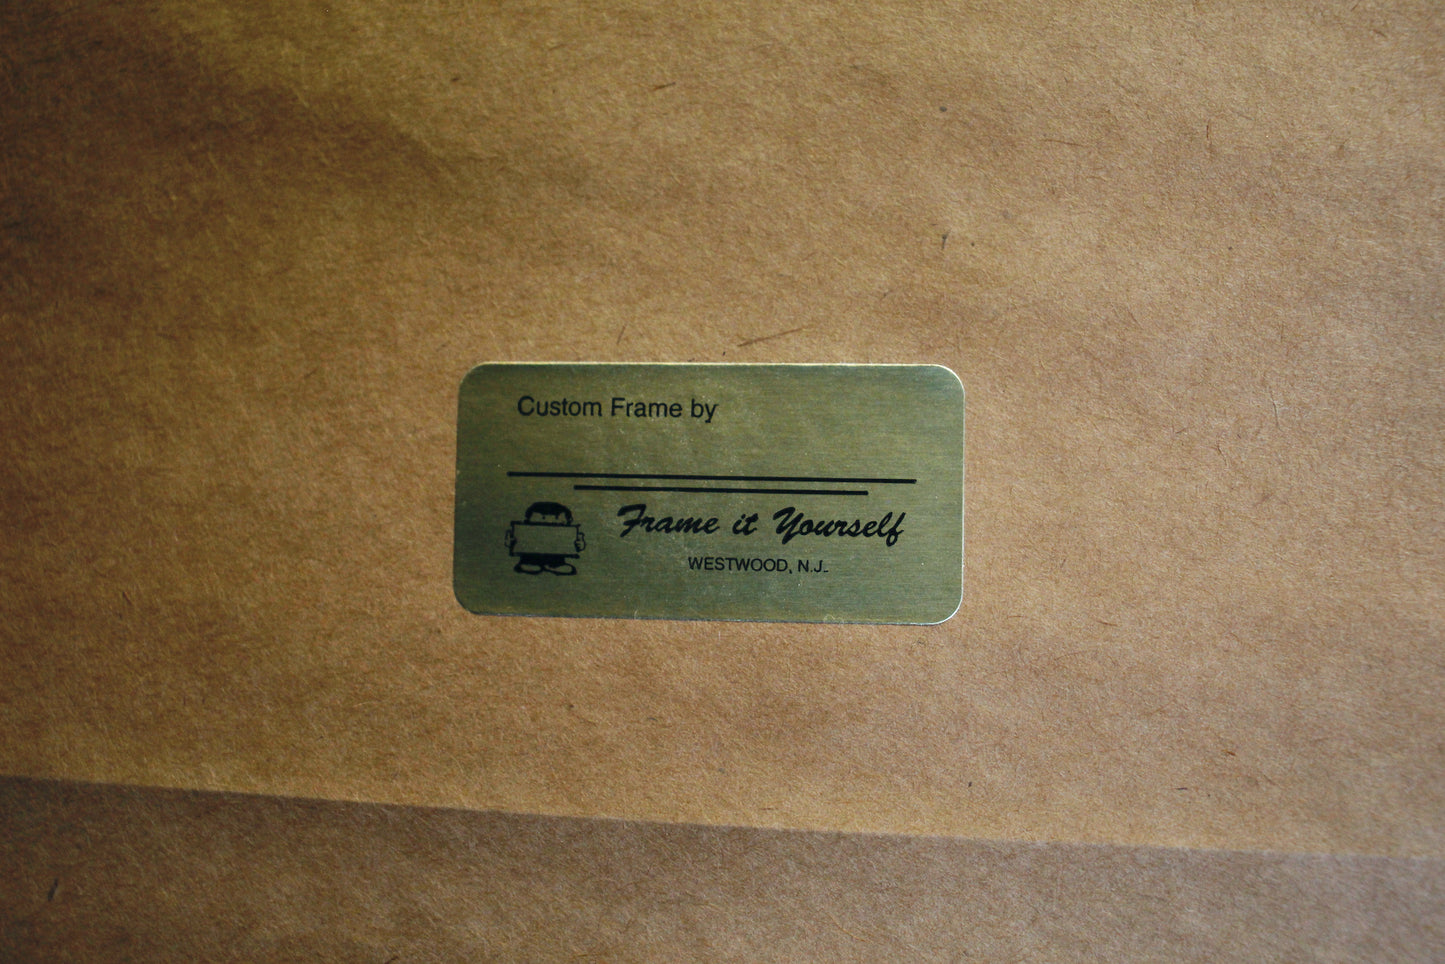 Custom Frame by
Frame it Yourself
WESTWOOD, N.J.